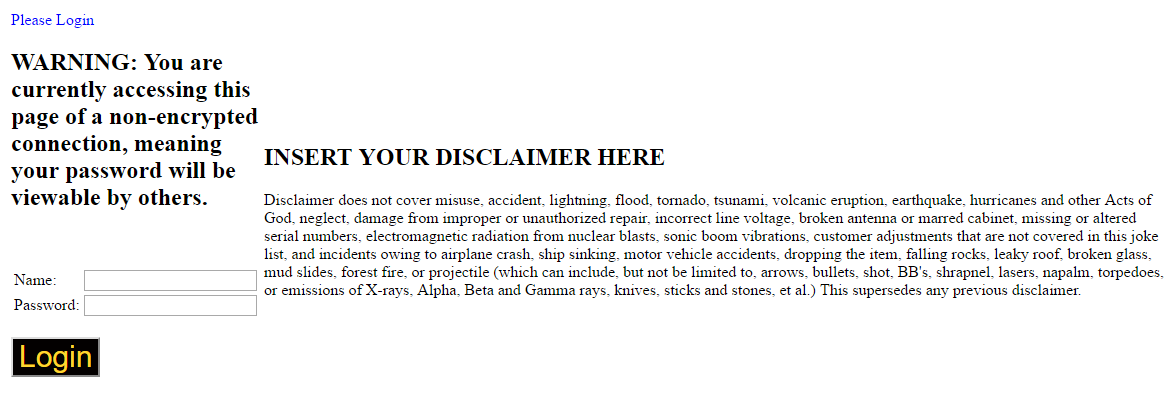 Please Login
WARNING: You are
currently accessing this
page of a non-encrypted
connection, meaning
your password will be
viewable by others.
Name:
Password:
Login
INSERT YOUR DISCLAIMER HERE
Disclaimer does not cover misuse, accident, lightning, flood, tornado, tsunami, volcanic eruption, earthquake, hurricanes and other Acts of
God, neglect, damage from improper or unauthorized repair, incorrect line voltage, broken antenna or marred cabinet, missing or altered
serial numbers, electromagnetic radiation from nuclear blasts, sonic boom vibrations, customer adjustments that are not covered in this joke
list, and incidents owing to airplane crash, ship sinking, motor vehicle accidents, dropping the item, falling rocks, leaky roof, broken glass,
mud slides, forest fire, or projectile (which can include, but not be limited to, arrows, bullets, shot, BB's, shrapnel, lasers, napalm, torpedoes,
or emissions of X-rays, Alpha, Beta and Gamma rays, knives, sticks and stones, et al.) This supersedes any previous disclaimer.